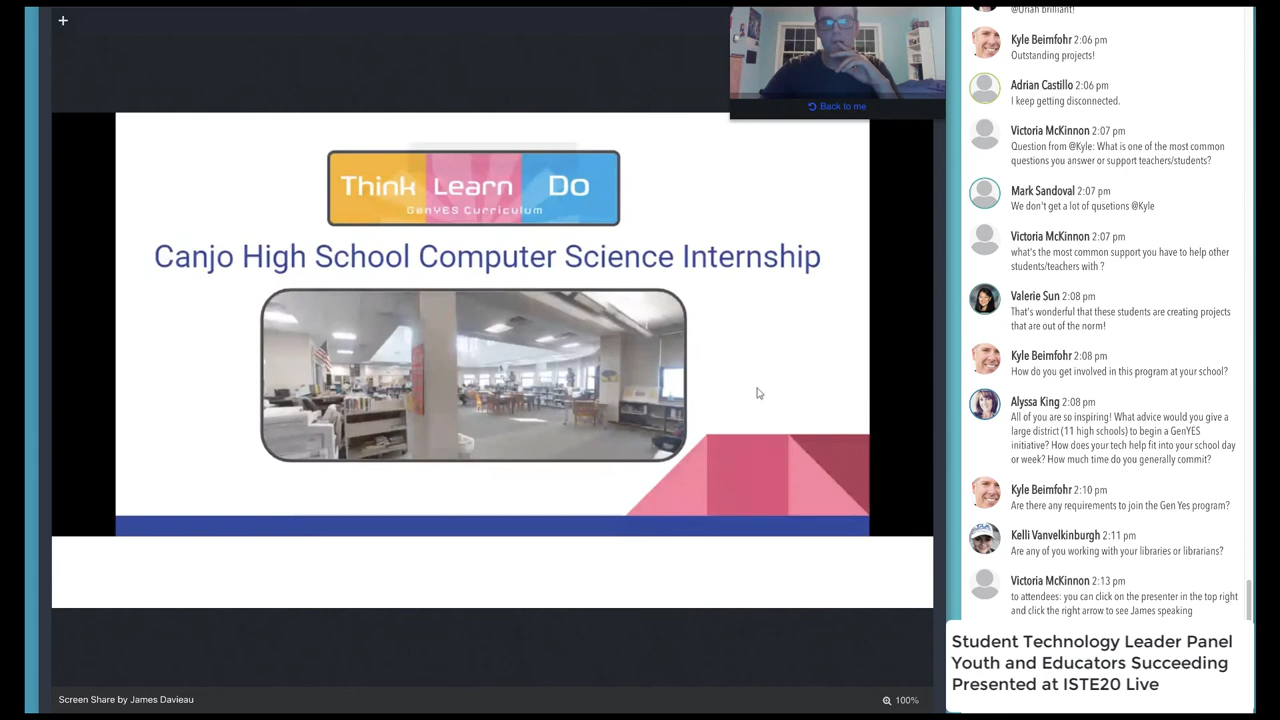 Back to me
Think Learn Do
GenYES Curriculum
Canjo High School Computer Science Internship
Screen Share by James Davieau
100%
@Uriah brilliant!
Kyle Beimfohr 2:06 pm
Outstanding projects!
Adrian Castillo 2:06 pm
I keep getting disconnected.
Victoria McKinnon 2:07 pm
Question from @Kyle: What is one of the most common
questions you answer or support teachers/students?
Mark Sandoval 2:07 pm
We don't get a lot of qusetions @Kyle
Victoria McKinnon 2:07 pm
what's the most common support you have to help other
students/teachers with ?
Valerie Sun 2:08 pm
That's wonderful that these students are creating projects
that are out of the norm!
Kyle Beimfohr 2:08 pm
How do you get involved in this program at your school?
Alyssa King 2:08 pm
All of you are so inspiring! What advice would you give a
large district (11 high schools) to begin a GenYES
initiative? How does your tech help fit into your school day
or week? How much time do you generally commit?
Kyle Beimfohr 2:10 pm
Are there any requirements to join the Gen Yes program?
Kelli Vanvelkinburgh 2:11 pm
Are any of you working with your libraries or librarians?
Victoria McKinnon 2:13 pm
to attendees: you can click on the presenter in the top right
and click the right arrow to see James speaking
Student Technology Leader Panel
Youth and Educators Succeeding
Presented at ISTE20 Live